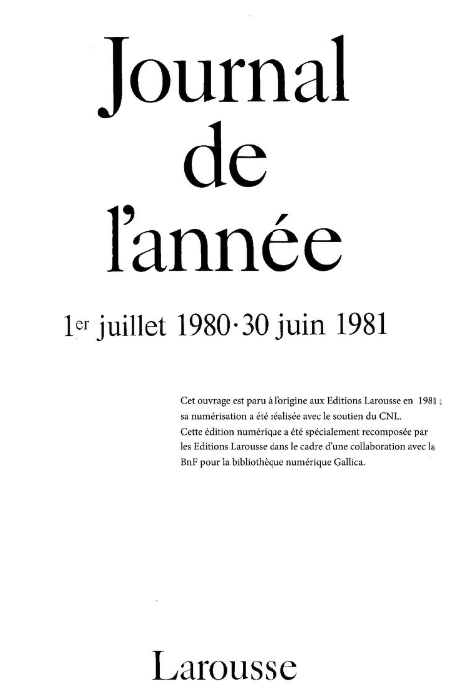 Journal
de
l'année
1er juillet 1980·30 juin 1981
Cet ouvrage est paru à l'origine aux Editions Larousse en 1981 ;
sa numérisation a été réalisée avec le soutien du CNL.
Cette édition numérique a été spécialement recomposée par
les Editions Larousse dans le cadre d'une collaboration avec la
BnF pour la bibliothèque numérique Gallica.
Larousse